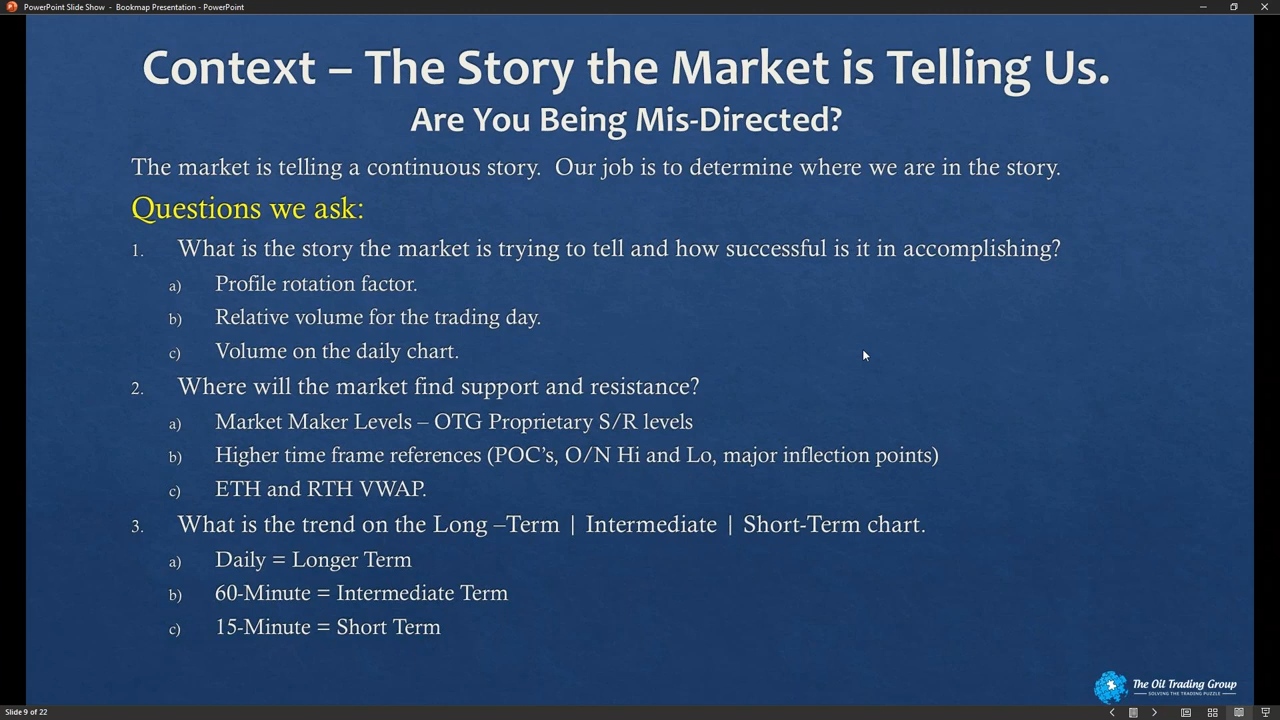 PowerPoint Slide Show - Bookmap Presentation - PowerPoint
Context – The Story the Market is Telling Us.
Are You Being Mis-Directed?
The market is telling a continuous story. Our job is to determine where we are in the story.
Questions we ask:
1. What is the story the market is trying to tell and how successful is it in accomplishing?
a) Profile rotation factor.
b) Relative volume for the trading day.
c) Volume on the daily chart.
2. Where will the market find support and resistance?
a) Market Maker Levels – OTG Proprietary S/R levels
b) Higher time frame references (POC's, O/N Hi and Lo, major inflection points)
c) ETH and RTH VWAP.
3. What is the trend on the Long –Term | Intermediate | Short-Term chart.
a) Daily = Longer Term
b) 60-Minute = Intermediate Term
c) 15-Minute = Short Term
The Oil Trading Group
SOLVING THE TRADING PUZZLE
Slide 9 of 22